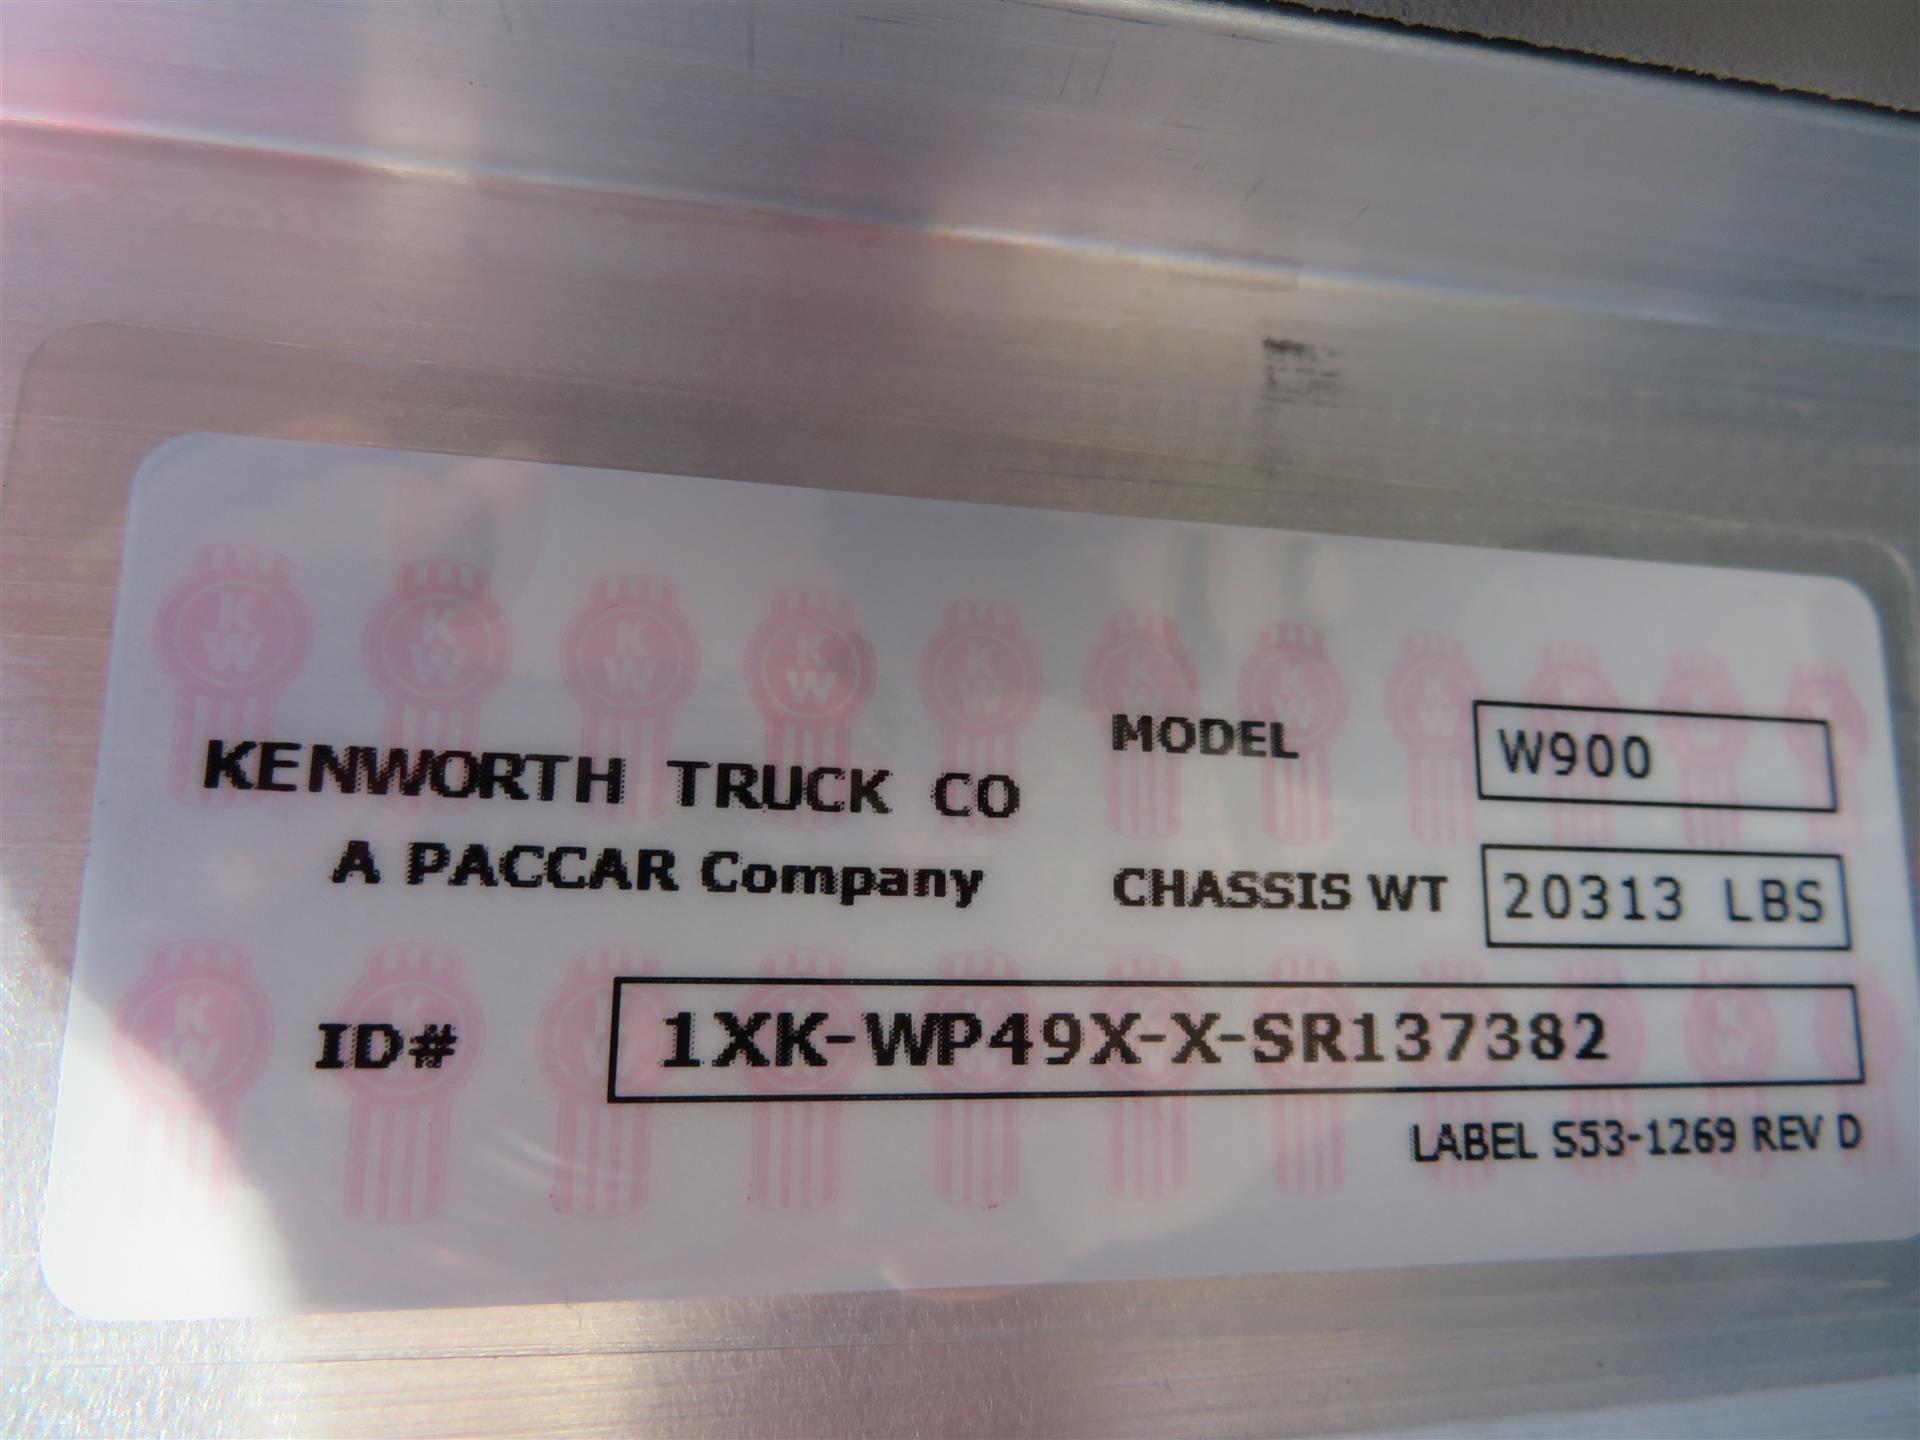 KENWORTH TRUCK CO
A PACCAR Company
MODEL W900
CHASSIS WT 20313 LBS
ID# 1XK-WP49X-X-SR137382
LABEL S53-1269 REV D